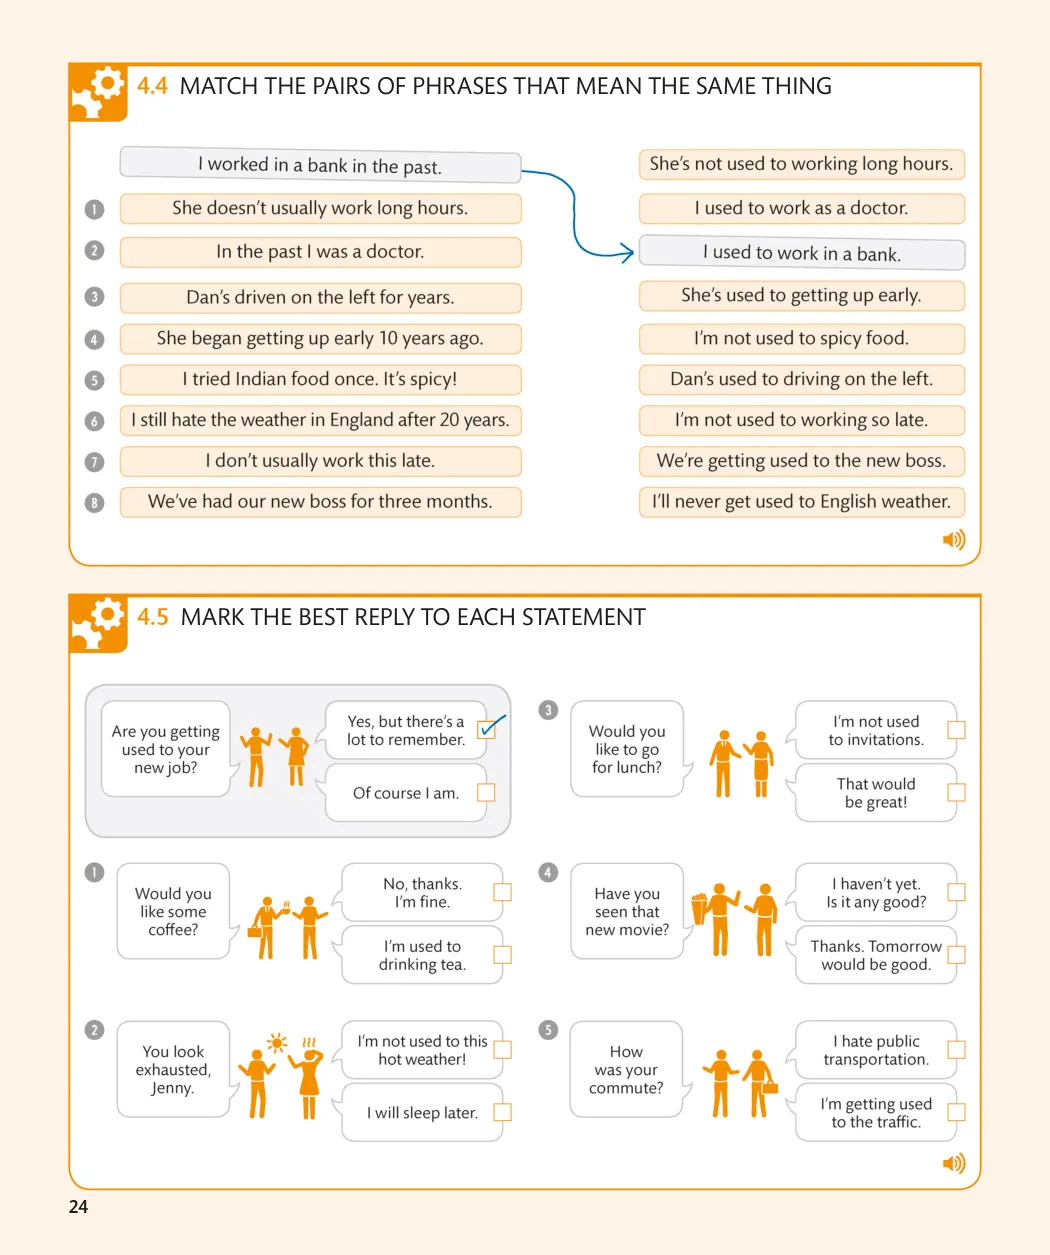 4.4 MATCH THE PAIRS OF PHRASES THAT MEAN THE SAME THING
I worked in a bank in the past.
1 She doesn't usually work long hours.
2 In the past I was a doctor.
3 Dan's driven on the left for years.
4 She began getting up early 10 years ago.
5 I tried Indian food once. It's spicy!
6 I still hate the weather in England after 20 years.
7 I don't usually work this late.
8 We've had our new boss for three months.
She's not used to working long hours.
I used to work as a doctor.
I used to work in a bank.
She's used to getting up early.
I'm not used to spicy food.
Dan's used to driving on the left.
I'm not used to working so late.
We're getting used to the new boss.
I'll never get used to English weather.
4.5 MARK THE BEST REPLY TO EACH STATEMENT
Are you getting
used to your
new job?
Yes, but there's a
lot to remember.
Of course I am.
1
Would you
like some
coffee?
No, thanks.
I'm fine.
I'm used to
drinking tea.
2
You look
exhausted,
Jenny.
I'm not used to this
hot weather!
I will sleep later.
3
Would you
like to go
for lunch?
I'm not used
to invitations.
That would
be great!
4
Have you
seen that
new movie?
I haven't yet.
Is it any good?
Thanks. Tomorrow
would be good.
5
How
was your
commute?
I hate public
transportation.
I'm getting used
to the traffic.
24